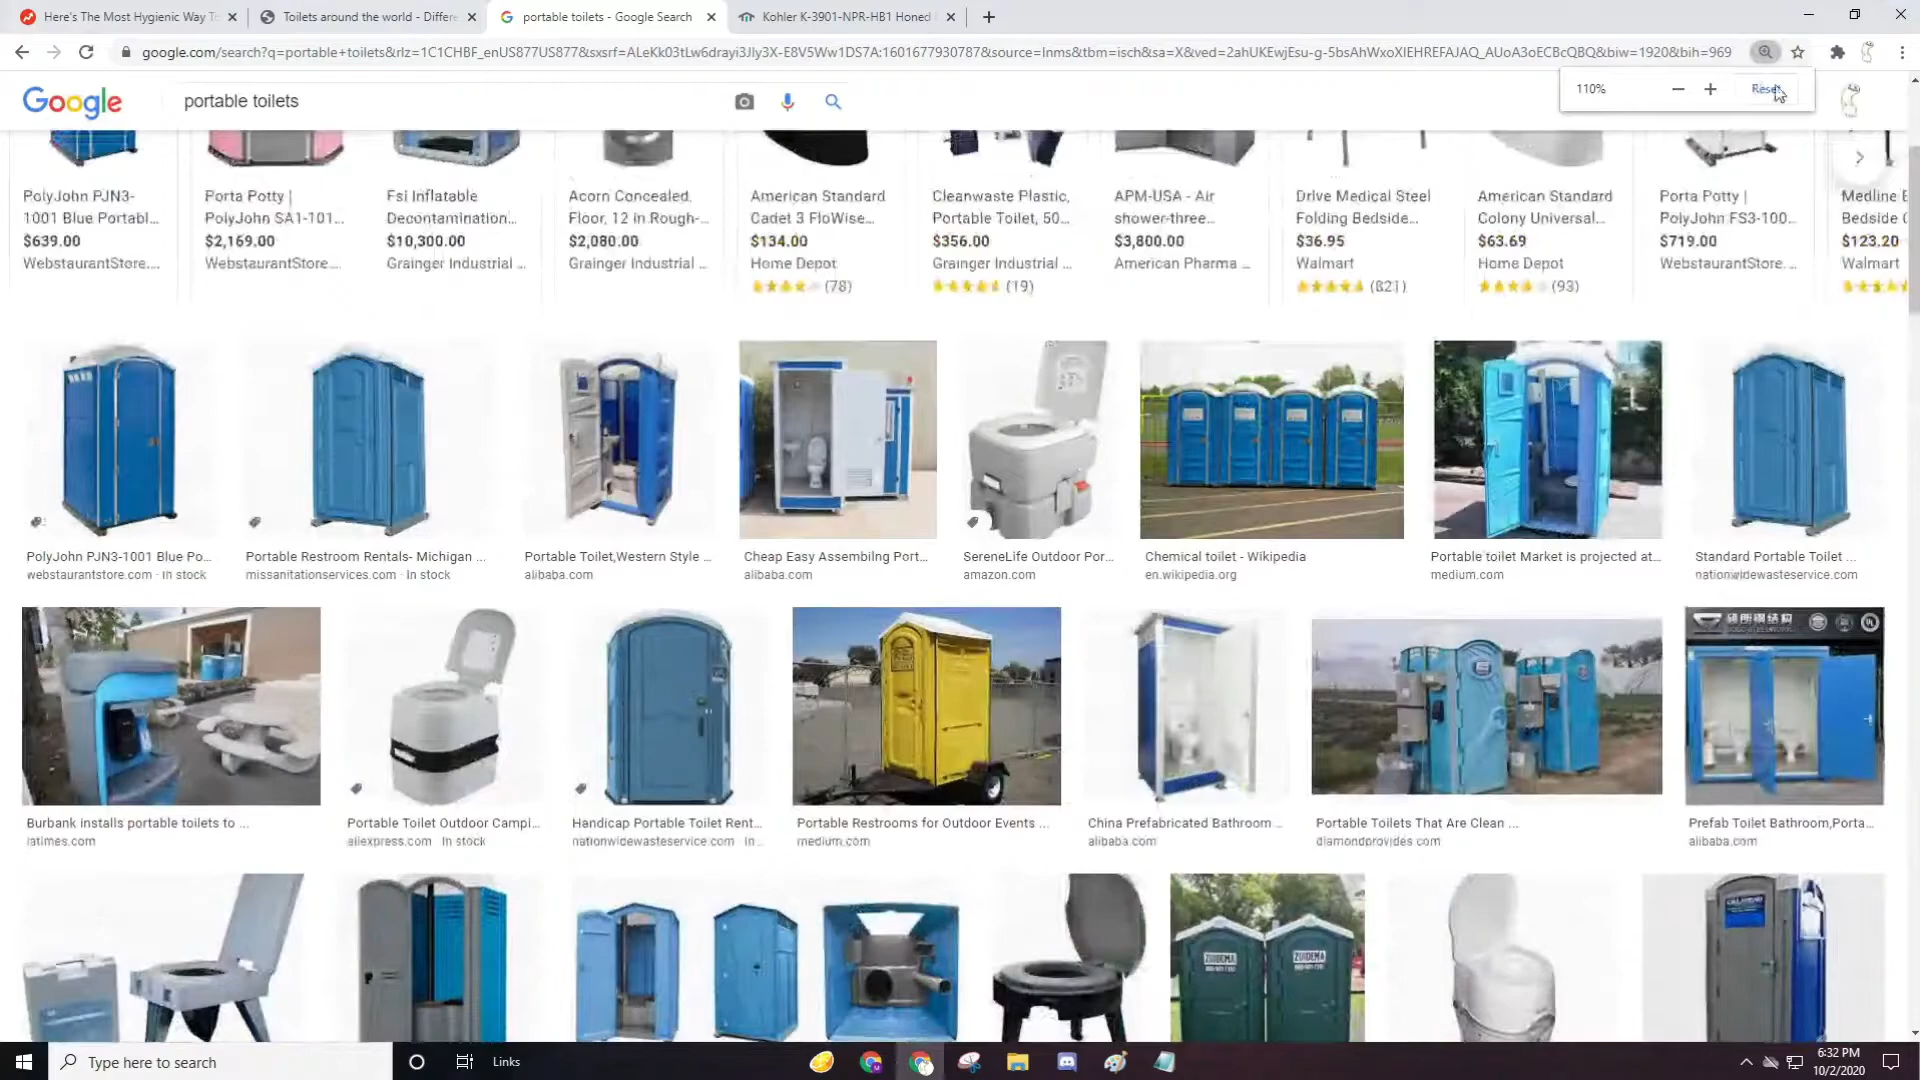 Here's The Most Hygienic Way T
Toilets around the world - Differe
portable toilets - Google Search
Kohler K-3901-NPR-HB1 Honed
google.com/search?q=portable+toilets&rlz=1C1CHBF_enUS877US877&sxsrf=ALeKk03tLw6drayi3Jly3X-E8V5Ww1DS7A:1601677930787&source=lnms&tbm=isch&sa=X&ved=2ahUKEwjEsu-g-5bsAhWxoXIEHREFAJAQ_AUoA3oECBcQBQ&biw=1920&bih=969
Google
portable toilets
110%
Reset
PolyJohn PJN3-
1001 Blue Portabl...
$639.00
WebstaurantStore....
Porta Potty |
PolyJohn SA1-101...
$2,169.00
WebstaurantStore....
Fsi Inflatable
Decontamination...
$10,300.00
Grainger Industrial ...
Acorn Concealed,
Floor, 12 in Rough-...
$2,080.00
Grainger Industrial ...
American Standard
Cadet 3 FloWise...
$134.00
Home Depot
(78)
Cleanwaste Plastic,
Portable Toilet, 50...
$356.00
Grainger Industrial ...
(19)
APM-USA - Air
shower-three...
$3,800.00
American Pharma ...
Drive Medical Steel
Folding Bedside...
$36.95
Walmart
(821)
American Standard
Colony Universal...
$63.69
Home Depot
(93)
Porta Potty |
PolyJohn FS3-100...
$719.00
WebstaurantStore....
Medline
Bedside
$123.20
Walmart
PolyJohn PJN3-1001 Blue Po...
webstaurantstore.com · In stock
Portable Restroom Rentals- Michigan ...
missanitationservices.com · In stock
Portable Toilet,Western Style ...
alibaba.com
Cheap Easy Assembilng Port...
alibaba.com
SereneLife Outdoor Por...
amazon.com
Chemical toilet - Wikipedia
en.wikipedia.org
Portable toilet Market is projected at...
medium.com
Standard Portable Toilet ...
nationwidewasteservice.com
Burbank installs portable toilets to ...
latimes.com
Portable Toilet Outdoor Campi...
aliexpress.com · In stock
Handicap Portable Toilet Rent...
nationwidewasteservice.com · In ...
Portable Restrooms for Outdoor Events ...
medium.com
China Prefabricated Bathroom ...
alibaba.com
Portable Toilets That Are Clean ...
diamondprovides.com
Prefab Toilet Bathroom,Porta...
alibaba.com
ZUIDEMA
ZUIDEMA
CALLAHEAD
Type here to search
Links
6:32 PM
10/2/2020